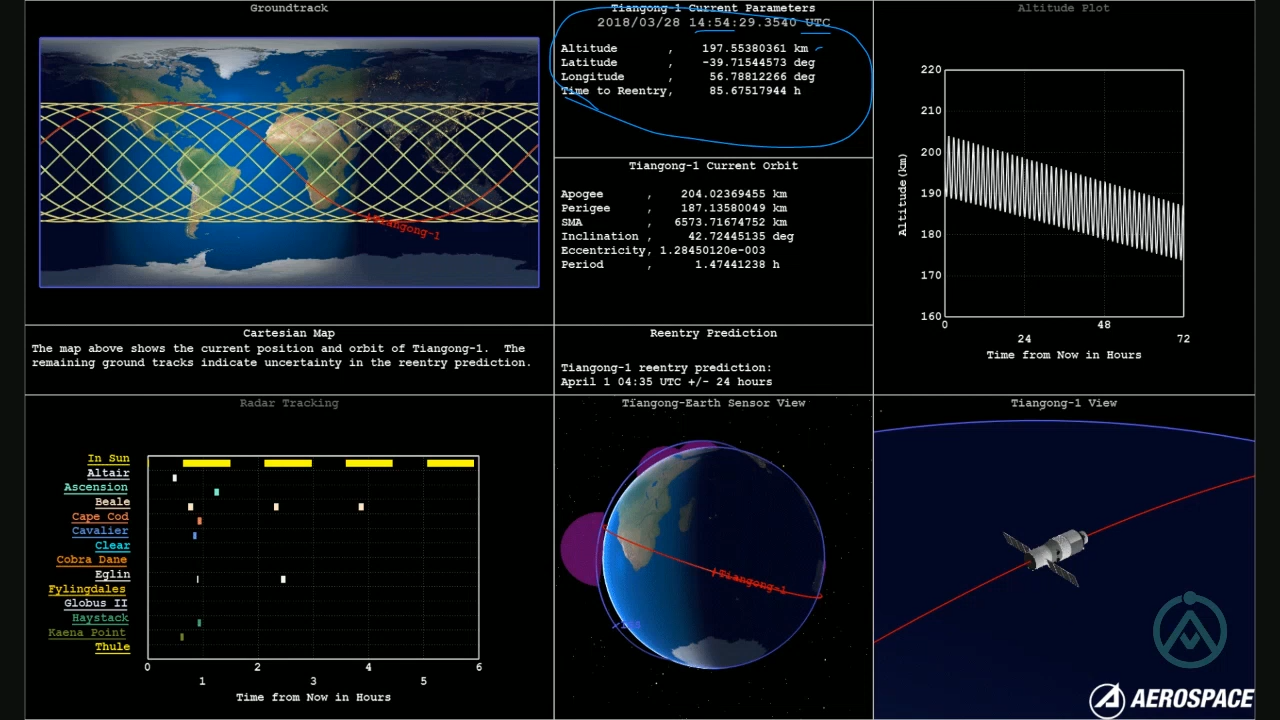 Groundtrack
Tiangong-1
Cartesian Map
The map above shows the current position and orbit of Tiangong-1. The
remaining ground tracks indicate uncertainty in the reentry prediction.
Tiangong-1 Current Parameters
2018/03/28 14:54:29.3540 UTC
Altitude , 197.55380361 km
Latitude , -39.71544573 deg
Longitude , 56.78812266 deg
Time to Reentry, 85.67517944 h
Tiangong-1 Current Orbit
Apogee , 204.02369455 km
Perigee , 187.13580049 km
SMA , 6573.71674752 km
Inclination , 42.72445135 deg
Eccentricity, 1.28450120e-003
Period , 1.47441238 h
Reentry Prediction
Tiangong-1 reentry prediction:
April 1 04:35 UTC +/- 24 hours
Altitude Plot
Altitude (km)
220
210
200
190
180
170
160
0 24 48 72
Time from Now in Hours
Radar Tracking
In Sun
Altair
Ascension
Beale
Cape Cod
Cavalier
Clear
Cobra Dane
Eglin
Fylingdales
Globus II
Haystack
Kaena Point
Thule
0 1 2 3 4 5 6
Time from Now in Hours
Tiangong-Earth Sensor View
Tiangong-1
Tiangong-1 View
AEROSPACE